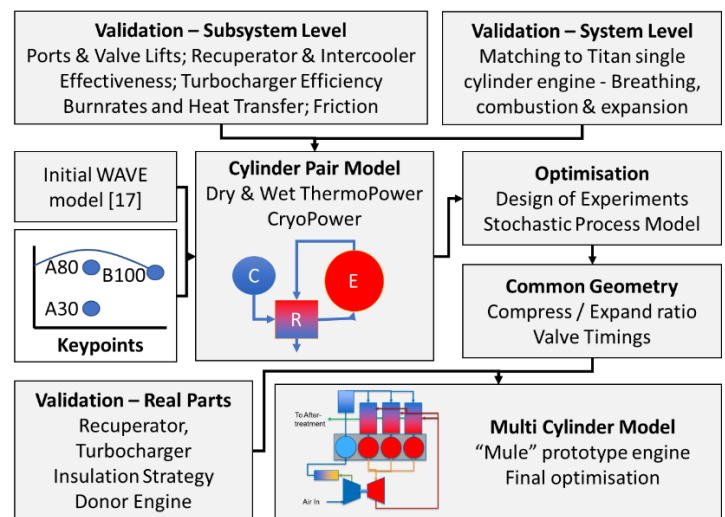 Validation – Subsystem Level
Ports & Valve Lifts; Recuperator & Intercooler
Effectiveness; Turbocharger Efficiency
Burnrates and Heat Transfer; Friction
Validation – System Level
Matching to Titan single
cylinder engine - Breathing,
combustion & expansion
Initial WAVE
model [17]
A80
B100
A30
Keypoints
Cylinder Pair Model
Dry & Wet ThermoPower
CryoPower
C
E
R
Optimisation
Design of Experiments
Stochastic Process Model
Common Geometry
Compress / Expand ratio
Valve Timings
Validation – Real Parts
Recuperator,
Turbocharger
Insulation Strategy
Donor Engine
To After-
treatment
Air In
Multi Cylinder Model
“Mule” prototype engine
Final optimisation